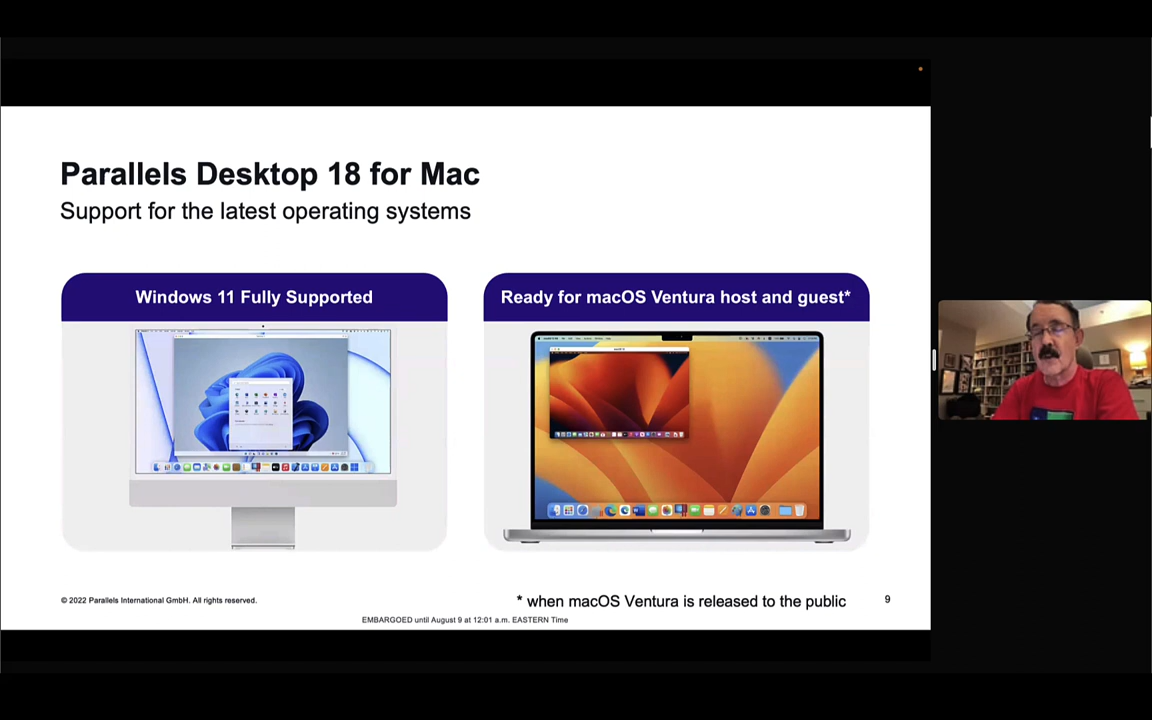 Parallels Desktop 18 for Mac
Support for the latest operating systems
Windows 11 Fully Supported
Ready for macOS Ventura host and guest*
© 2022 Parallels International GmbH. All rights reserved.
* when macOS Ventura is released to the public
9
EMBARGOED until August 9 at 12:01 a.m. EASTERN Time